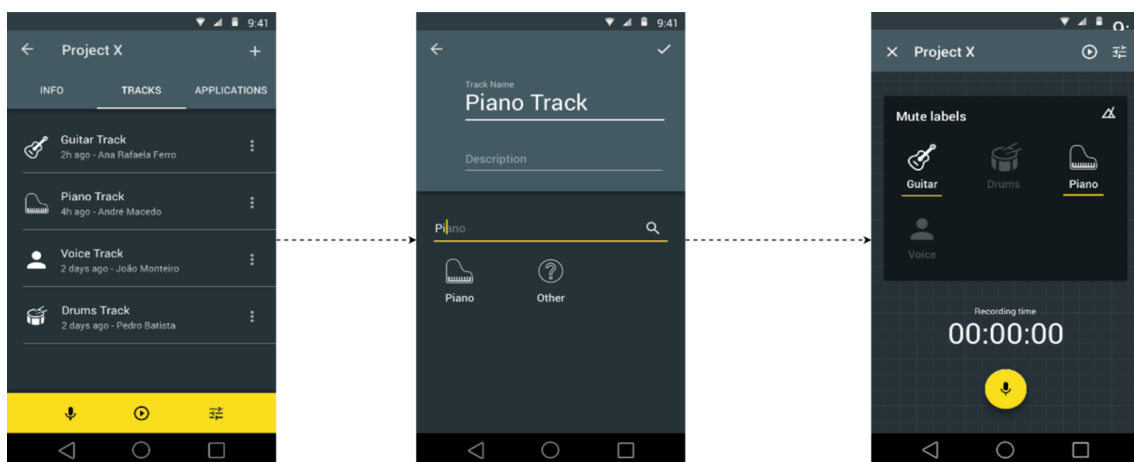 9:41
Project X
INFO TRACKS APPLICATIONS
Guitar Track
2h ago - Ana Rafaela Ferro
Piano Track
4h ago - André Macedo
Voice Track
2 days ago - João Monteiro
Drums Track
2 days ago - Pedro Batista
9:41
Track Name
Piano Track
Description
Piano
Piano Other
Project X
Mute labels
Guitar Drums Piano
Voice
Recording time
00:00:00